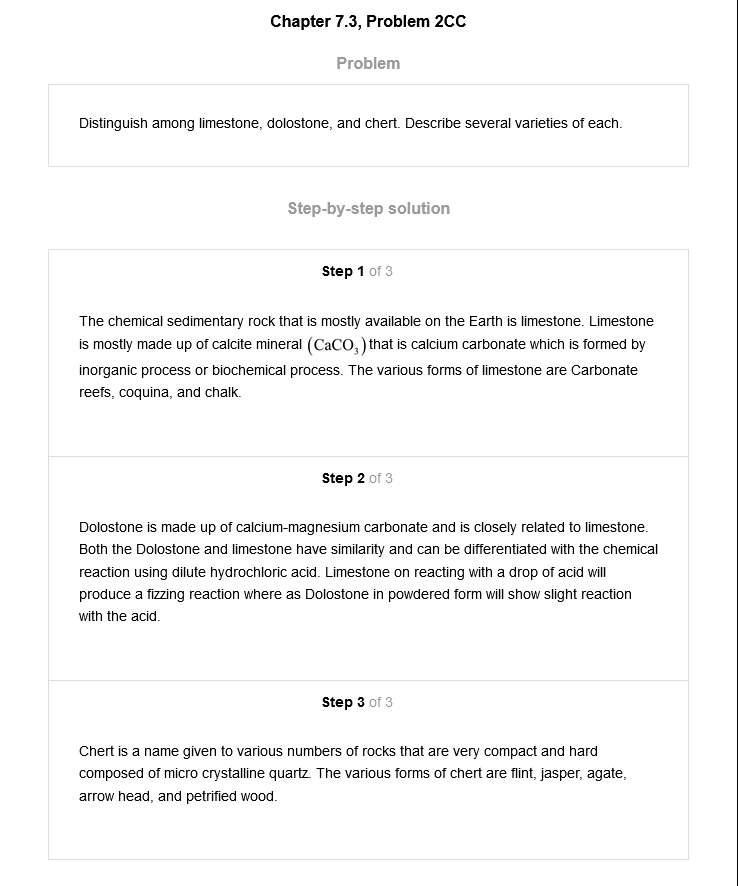 Chapter 7.3, Problem 2CC
Problem
Distinguish among limestone, dolostone, and chert. Describe several varieties of each.
Step-by-step solution
Step 1 of 3
The chemical sedimentary rock that is mostly available on the Earth is limestone. Limestone
is mostly made up of calcite mineral (CaCO₃) that is calcium carbonate which is formed by
inorganic process or biochemical process. The various forms of limestone are Carbonate
reefs, coquina, and chalk.
Step 2 of 3
Dolostone is made up of calcium-magnesium carbonate and is closely related to limestone.
Both the Dolostone and limestone have similarity and can be differentiated with the chemical
reaction using dilute hydrochloric acid. Limestone on reacting with a drop of acid will
produce a fizzing reaction where as Dolostone in powdered form will show slight reaction
with the acid.
Step 3 of 3
Chert is a name given to various numbers of rocks that are very compact and hard
composed of micro crystalline quartz. The various forms of chert are flint, jasper, agate,
arrow head, and petrified wood.